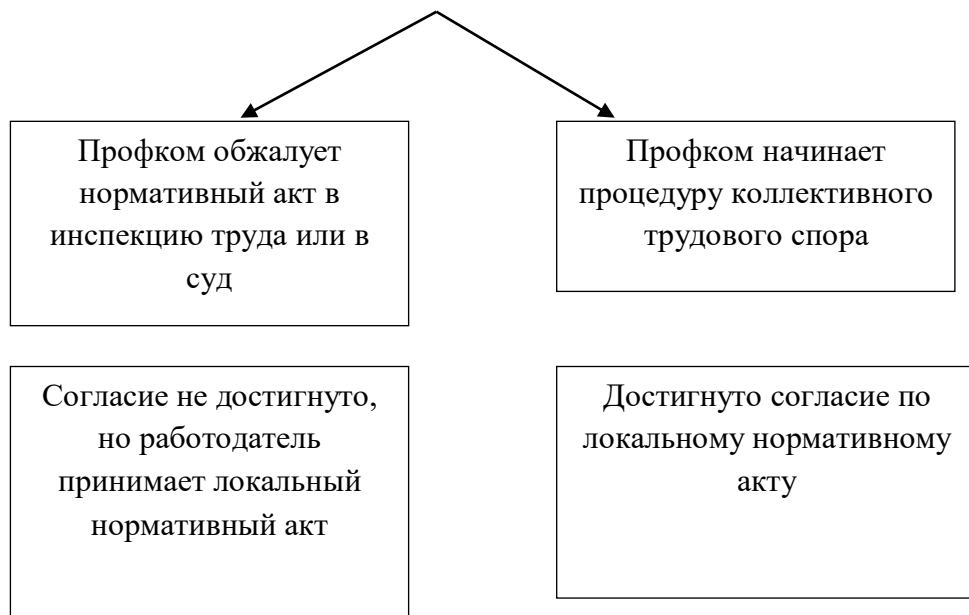 Профком обжалует
нормативный акт в
инспекцию труда или в
суд
Профком начинает
процедуру коллективного
трудового спора
Согласие не достигнуто,
но работодатель
принимает локальный
нормативный акт
Достигнуто согласие по
локальному нормативному
акту